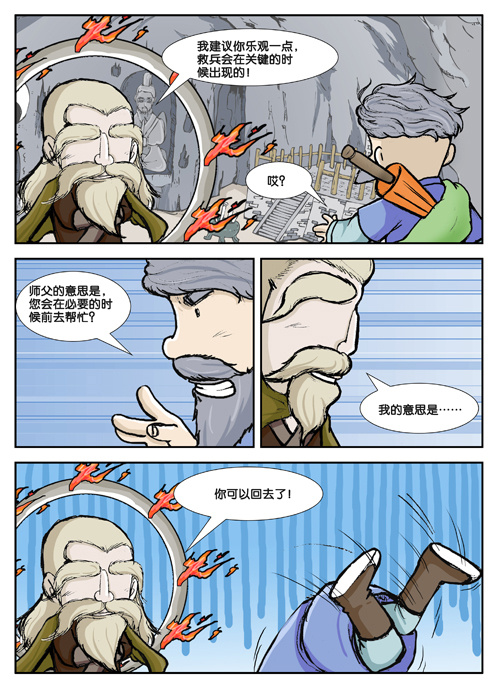 我建议你乐观一点，
救兵会在关键的时
候出现的！
哎？
师父的意思是，
您会在必要的时
候前去帮忙？
我的意思是……
你可以回去了！